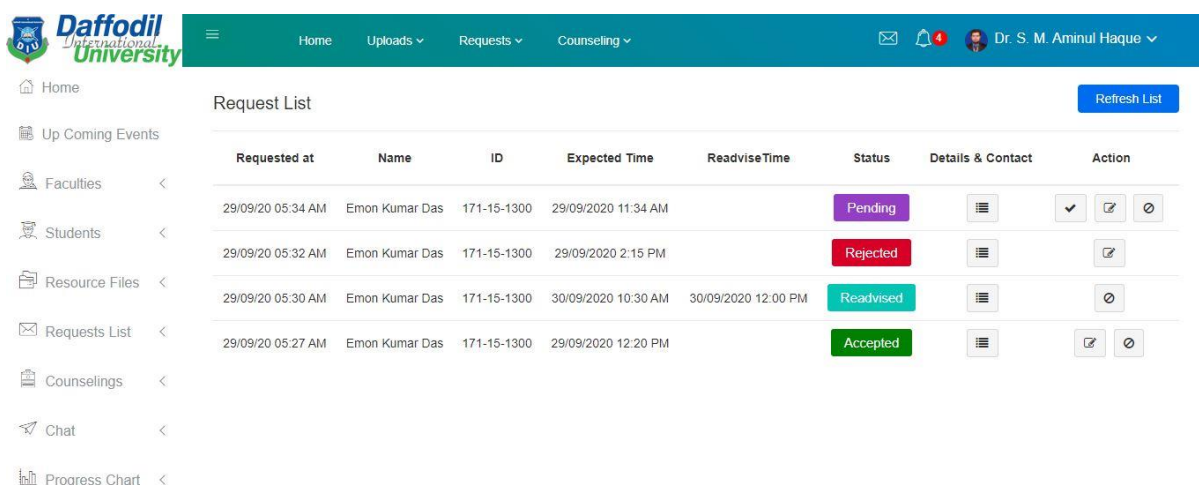 Daffodil
International
University
DIU
Home Uploads Requests Counseling 4 Dr. S. M. Aminul Haque
Home
Up Coming Events
Faculties
Students
Resource Files
Requests List
Counselings
Chat
Progress Chart
Request List Refresh List
Requested at Name ID Expected Time ReadviseTime Status Details & Contact Action
29/09/20 05:34 AM Emon Kumar Das 171-15-1300 29/09/2020 11:34 AM Pending
29/09/20 05:32 AM Emon Kumar Das 171-15-1300 29/09/2020 2:15 PM Rejected
29/09/20 05:30 AM Emon Kumar Das 171-15-1300 30/09/2020 10:30 AM 30/09/2020 12:00 PM Readvised
29/09/20 05:27 AM Emon Kumar Das 171-15-1300 29/09/2020 12:20 PM Accepted